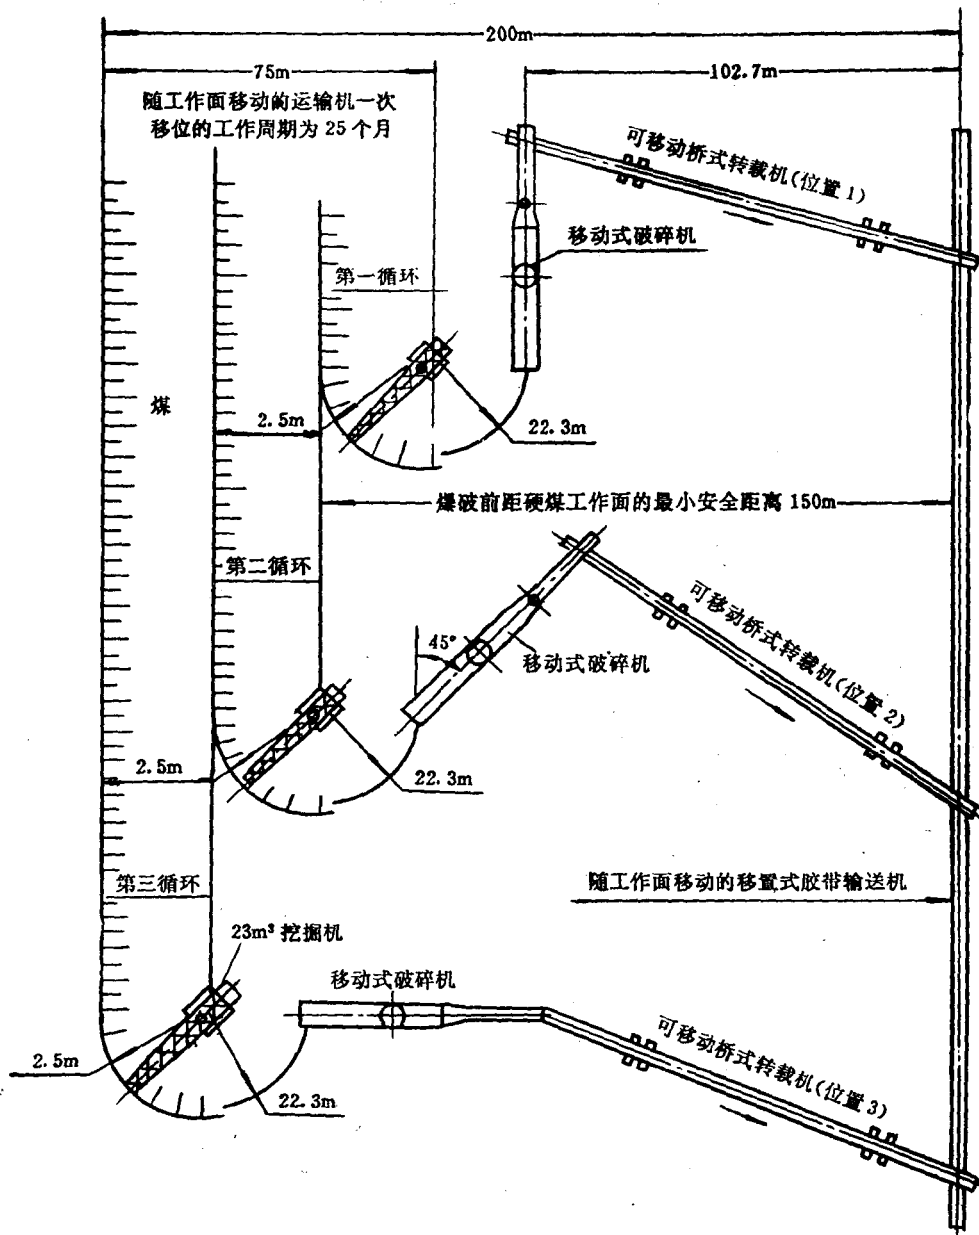 200m
75m
102.7m
随工作面移动的运输机一次
移位的工作周期为 25 个月
可移动桥式转载机(位置1)
移动式破碎机
第一循环
煤
2.5m
22.3m
爆破前距硬煤工作面的最小安全距离 150m
第二循环
可移动桥式转载机(位置2)
45°
移动式破碎机
2.5m
22.3m
第三循环
随工作面移动的移置式胶带输送机
23m³ 挖掘机
移动式破碎机
可移动桥式转载机(位置3)
2.5m
22.3m